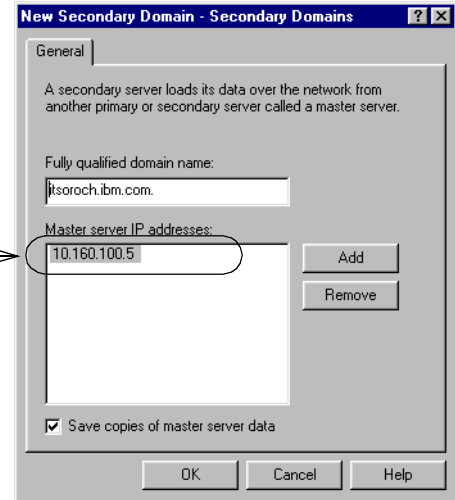 New Secondary Domain - Secondary Domains
General
A secondary server loads its data over the network from
another primary or secondary server called a master server.
Fully qualified domain name:
itsoroch.ibm.com.
Master server IP addresses:
10.160.100.5
Add
Remove
Save copies of master server data
OK
Cancel
Help